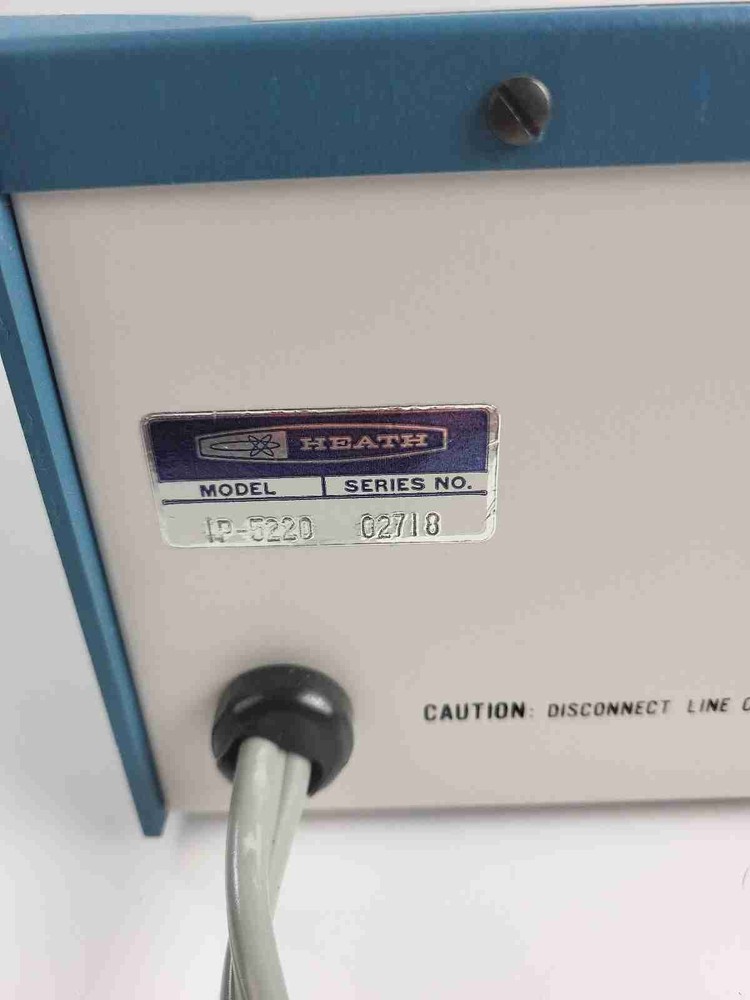 HEATH
MODEL SERIES NO.
IP-5220 02718
CAUTION: DISCONNECT LINE